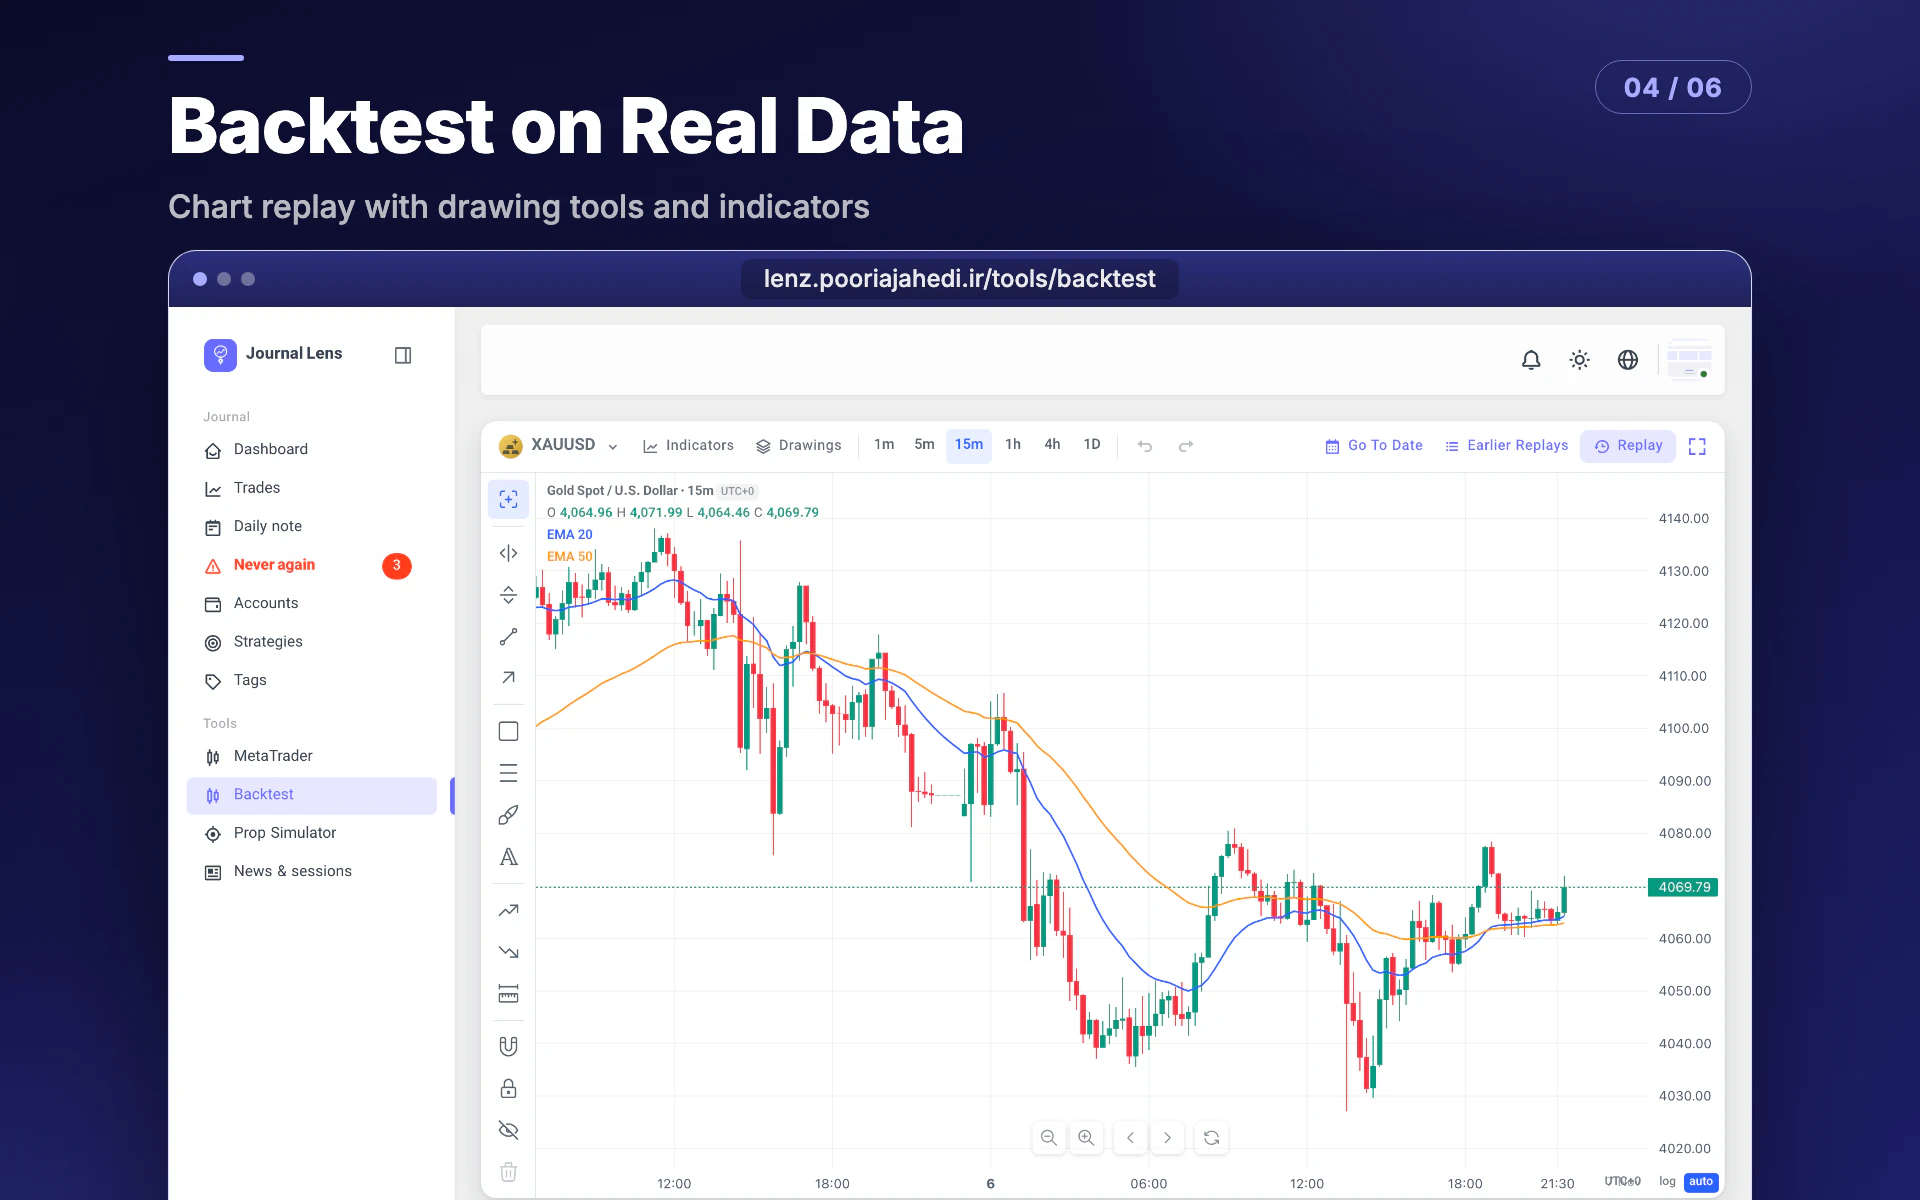 04 / 06
Backtest on Real Data
Chart replay with drawing tools and indicators
lenz.pooriajahedi.ir/tools/backtest
Journal Lens
Journal
Dashboard
Trades
Daily note
Never again
3
Accounts
Strategies
Tags
Tools
MetaTrader
Backtest
Prop Simulator
News & sessions
XAUUSD
Indicators
Drawings
1m
5m
15m
1h
4h
1D
Go To Date
Earlier Replays
Replay
Gold Spot / U.S. Dollar · 15m UTC+0
O 4,064.96 H 4,071.99 L 4,064.46 C 4,069.79
EMA 20
EMA 50
4140.00
4130.00
4120.00
4110.00
4100.00
4090.00
4080.00
4069.79
4060.00
4050.00
4040.00
4030.00
4020.00
12:00
18:00
6
06:00
12:00
18:00
21:30
UTC+0
log
auto